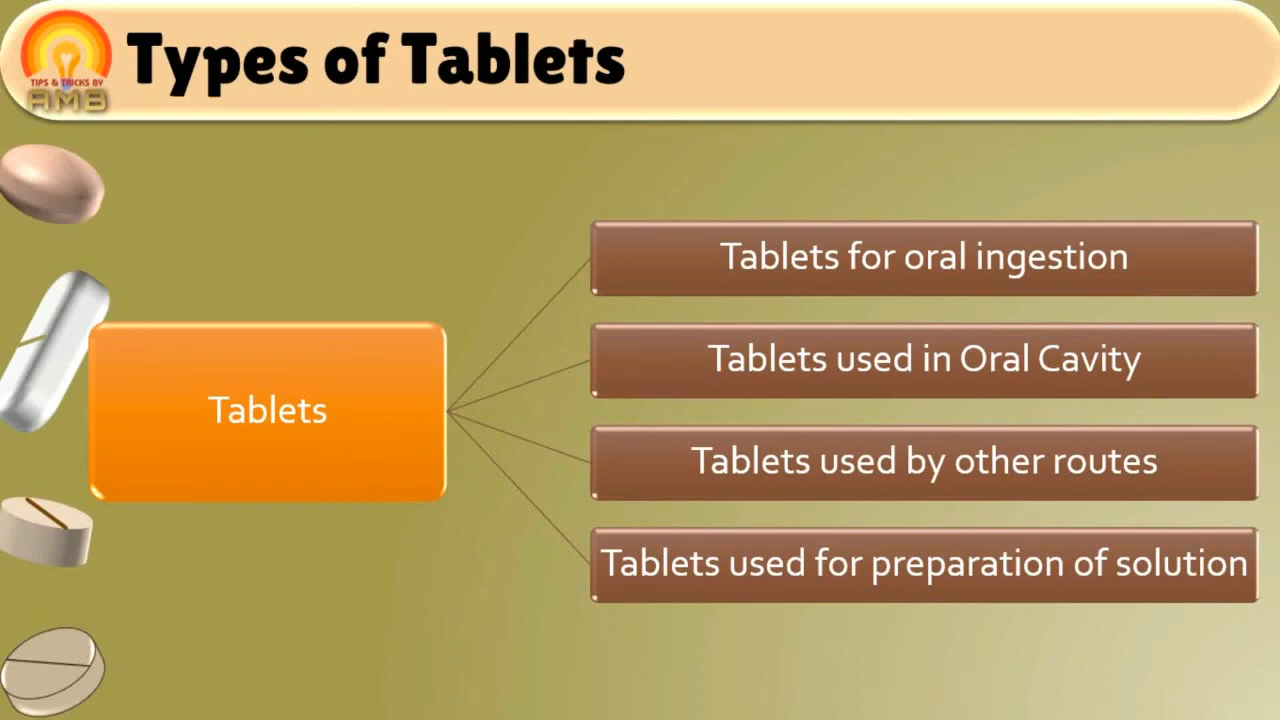 Types of Tablets
TIPS & TRICKS BY
AMB
Tablets
Tablets for oral ingestion
Tablets used in Oral Cavity
Tablets used by other routes
Tablets used for preparation of solution